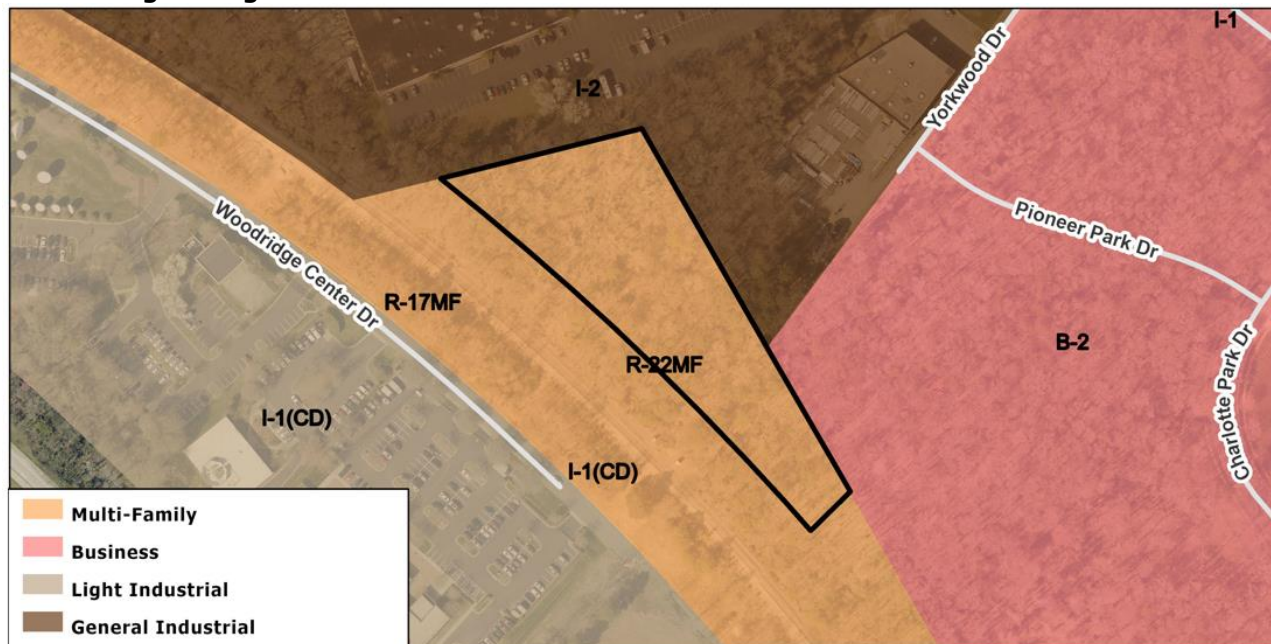 I-1
I-2
Yorkwood Dr
Pioneer Park Dr
Woodridge Center Dr
R-17MF
B-2
R-22MF
Charlotte Park Dr
I-1(CD)
I-1(CD)
Multi-Family
Business
Light Industrial
General Industrial